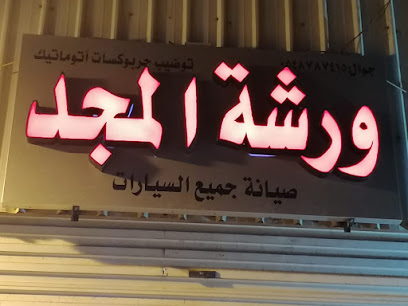 توضيب جربوكسات أتوماتيك
ورشة المجد
صيانة جميع السيارات